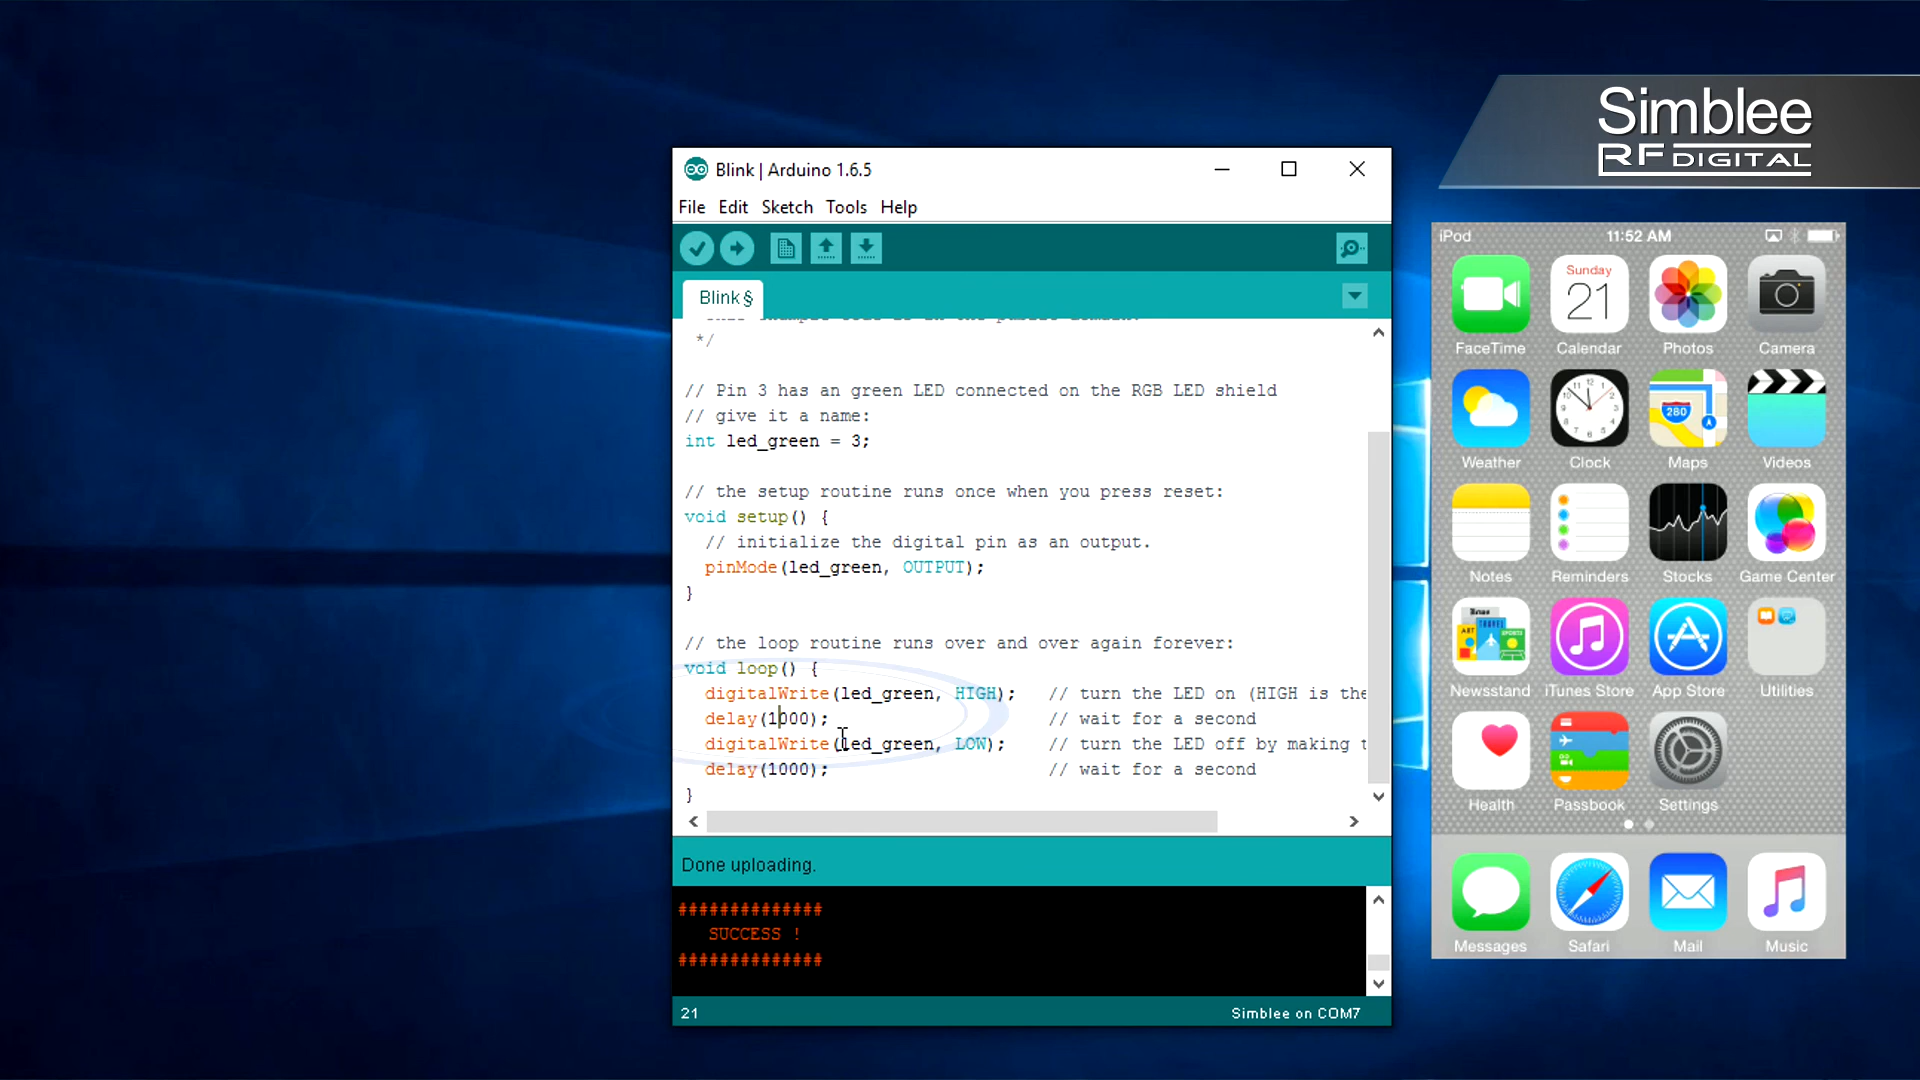 Simblee
RF DIGITAL
Blink | Arduino 1.6.5
File Edit Sketch Tools Help
Blink §
*/
// Pin 3 has an green LED connected on the RGB LED shield
// give it a name:
int led_green = 3;
// the setup routine runs once when you press reset:
void setup() {
// initialize the digital pin as an output.
pinMode(led_green, OUTPUT);
}
// the loop routine runs over and over again forever:
void loop() {
digitalWrite(led_green, HIGH); // turn the LED on (HIGH is the
delay(1000); // wait for a second
digitalWrite(led_green, LOW); // turn the LED off by making t
delay(1000); // wait for a second
}
Done uploading.
##############
SUCCESS !
##############
21 Simblee on COM7
iPod 11:52 AM
Sunday
21
FaceTime Calendar Photos Camera
280
Weather Clock Maps Videos
Notes Reminders Stocks Game Center
Newsstand iTunes Store App Store Utilities
Health Passbook Settings
Messages Safari Mail Music